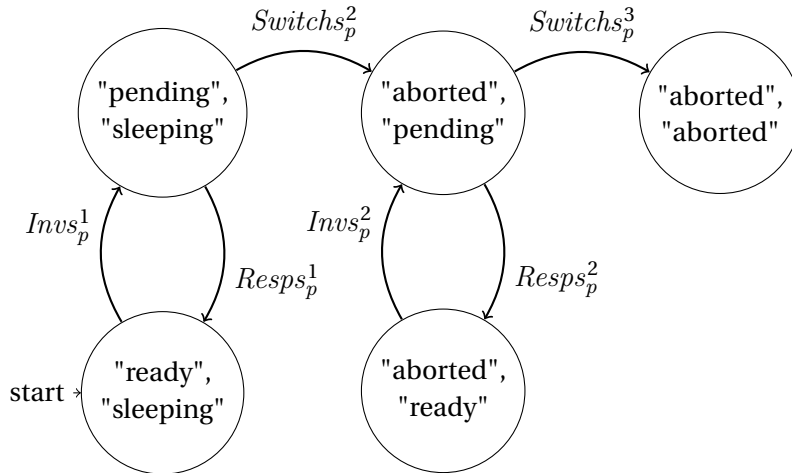 Switchs_p^2
Switchs_p^3
"pending",
"sleeping"
"aborted",
"pending"
"aborted",
"aborted"
Invs_p^1
Resps_p^1
Invs_p^2
Resps_p^2
start
"ready",
"sleeping"
"aborted",
"ready"